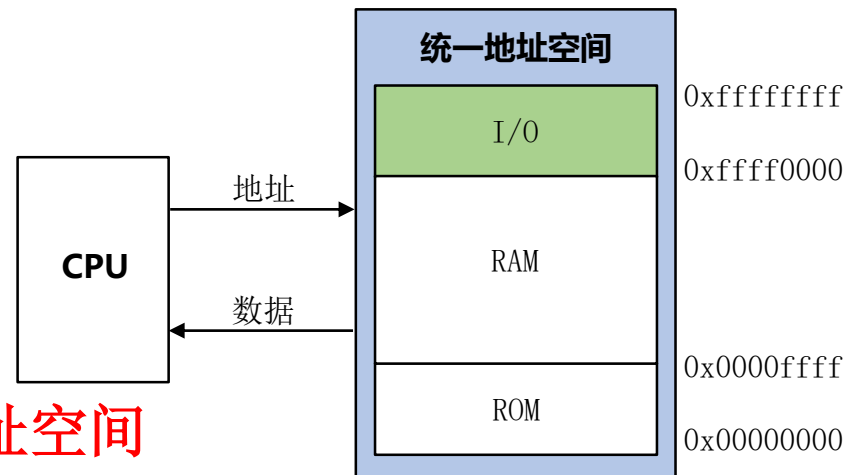 统一地址空间
0xffffffff
I/O
0xffff0000
地址
CPU
RAM
数据
0x0000ffff
ROM
址空间
0x00000000